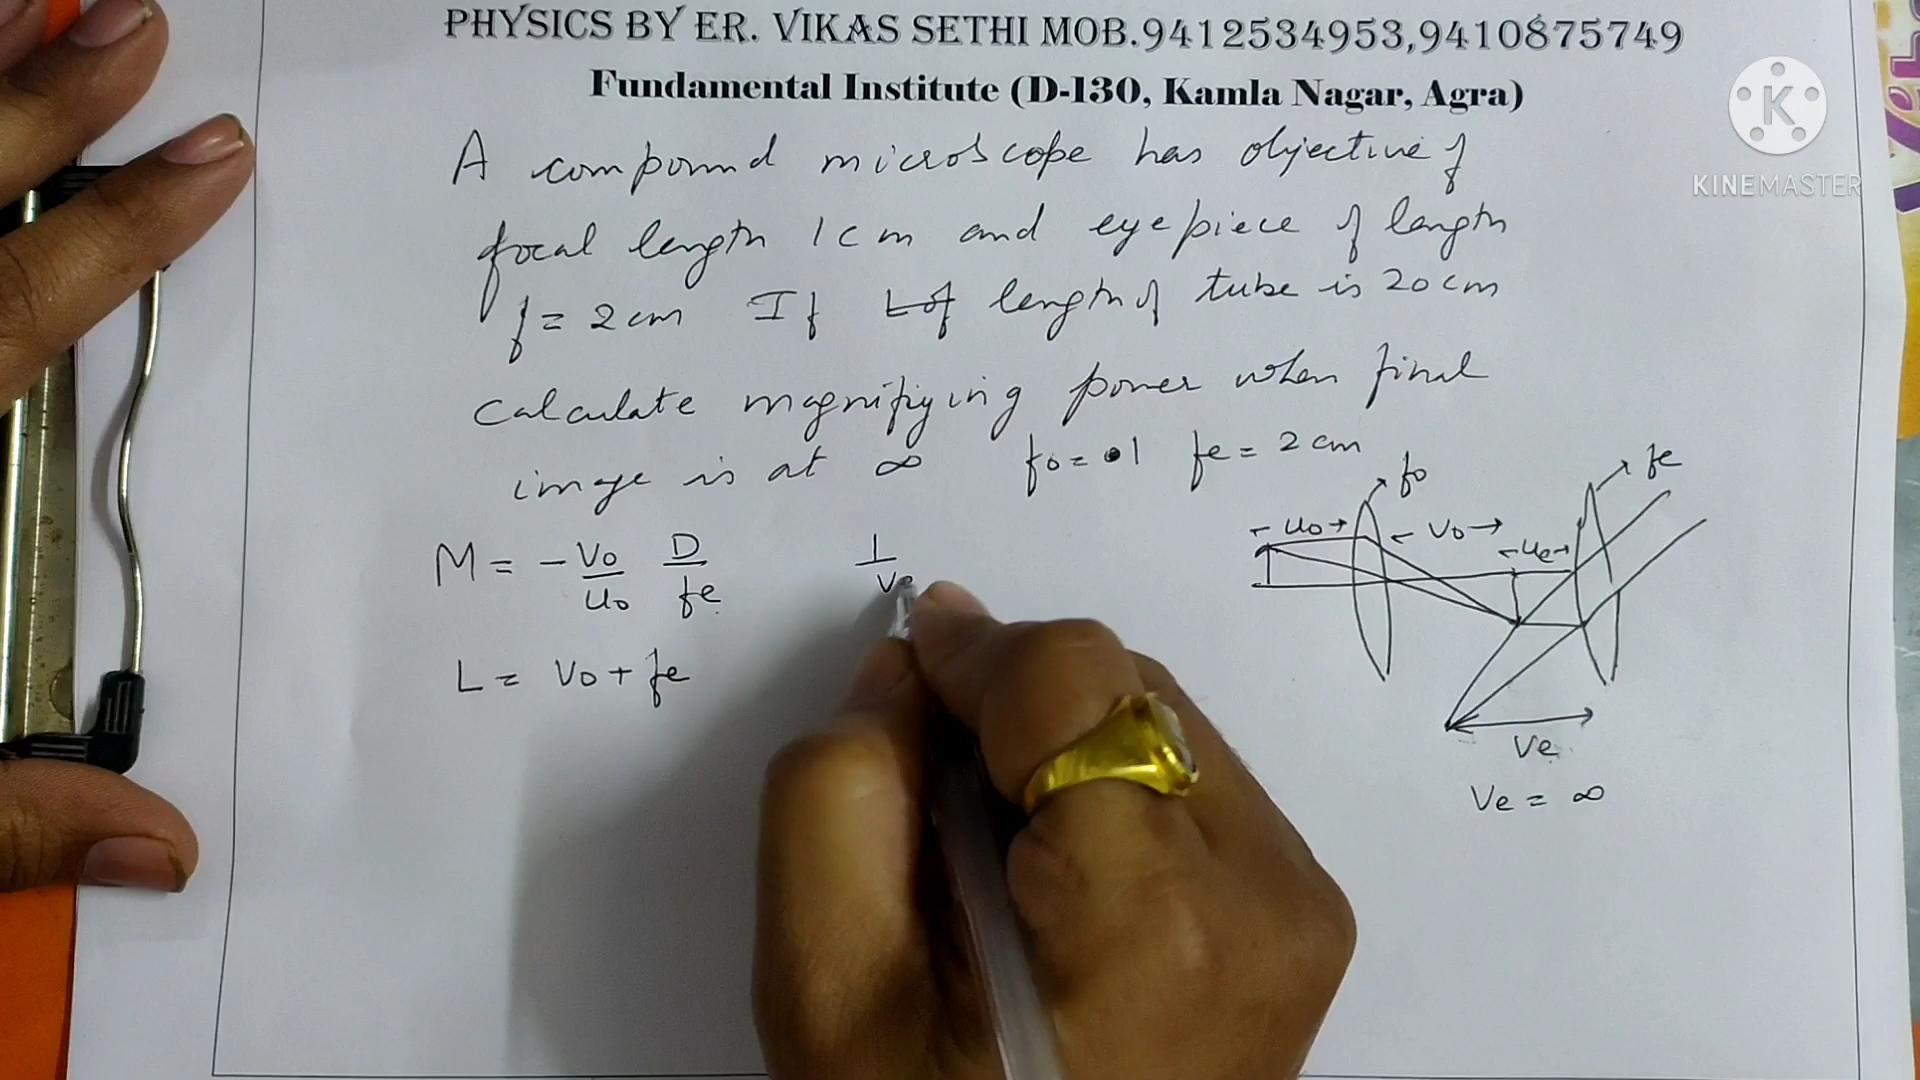 PHYSICS BY ER. VIKAS SETHI MOB.9412534953,9410875749
Fundamental Institute (D-130, Kamla Nagar, Agra)
K
KINEMASTER
A compound microscope has objective of
focal length 1cm and eyepiece of length
f = 2cm If length of tube is 20cm
calculate magnifying power when final
image is at ∞ fo = 1 fe = 2 cm
fo
fe
uo
Vo
ue
M = - Vo/uo D/fe
1/Vo
L = Vo + fe
Ve
Ve = ∞